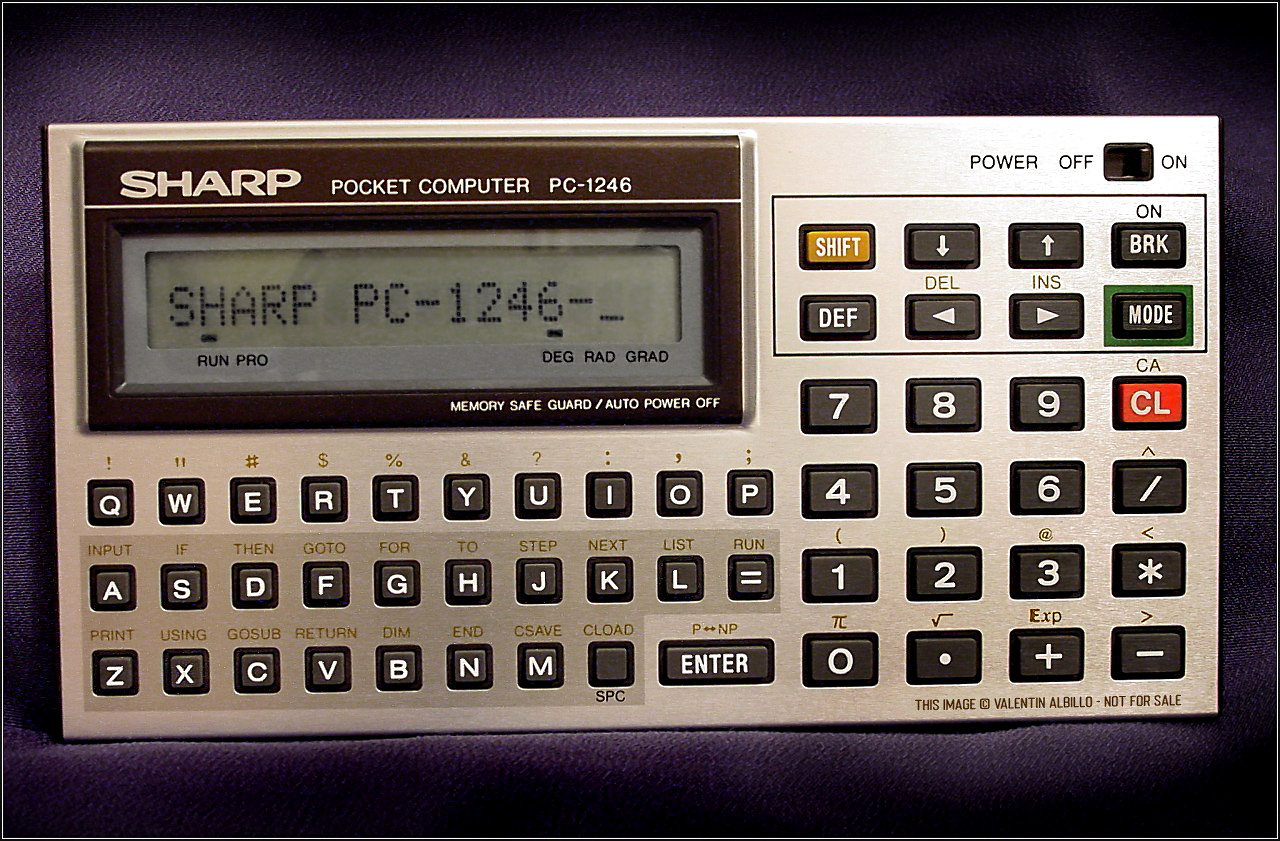 SHARP POCKET COMPUTER PC-1246
SHARP PC-1246-_
RUN PRO DEG RAD GRAD
MEMORY SAFE GUARD / AUTO POWER OFF
POWER OFF ON
ON
SHIFT ↓ ↑ BRK
DEL INS
DEF ◄ ► MODE
CA
7 8 9 CL
^
4 5 6 /
( ) @ <
1 2 3 *
π √ Exp >
0 • + −
! " # $ % & ? : , ;
Q W E R T Y U I O P
INPUT IF THEN GOTO FOR TO STEP NEXT LIST RUN
A S D F G H J K L =
PRINT USING GOSUB RETURN DIM END CSAVE CLOAD P↔NP
Z X C V B N M ENTER
SPC
THIS IMAGE © VALENTIN ALBILLO - NOT FOR SALE